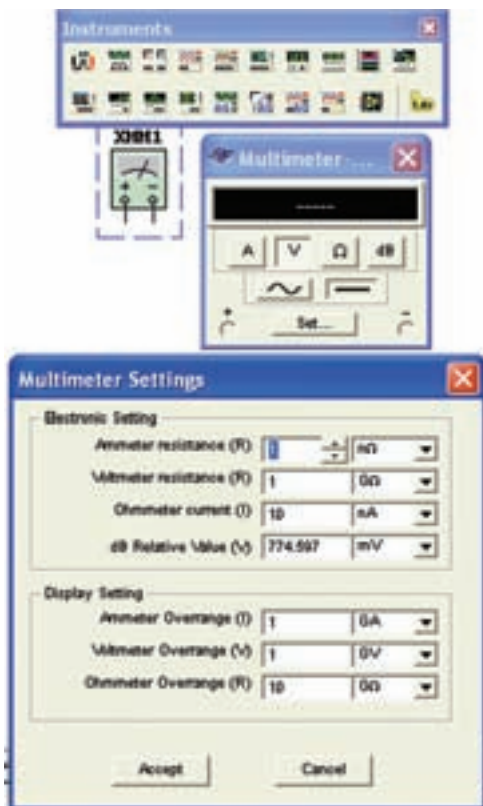 Instruments
XMM1
Multimeter-...
-----
A V Ω dB
+ Set... -
Multimeter Settings
Electronic Setting
Ammeter resistance (R) 1 nΩ
Voltmeter resistance (R) 1 GΩ
Ohmmeter current (I) 10 nA
dB Relative Value (V) 774.597 mV
Display Setting
Ammeter Overrange (I) 1 GA
Voltmeter Overrange (V) 1 GV
Ohmmeter Overrange (R) 10 GΩ
Accept Cancel